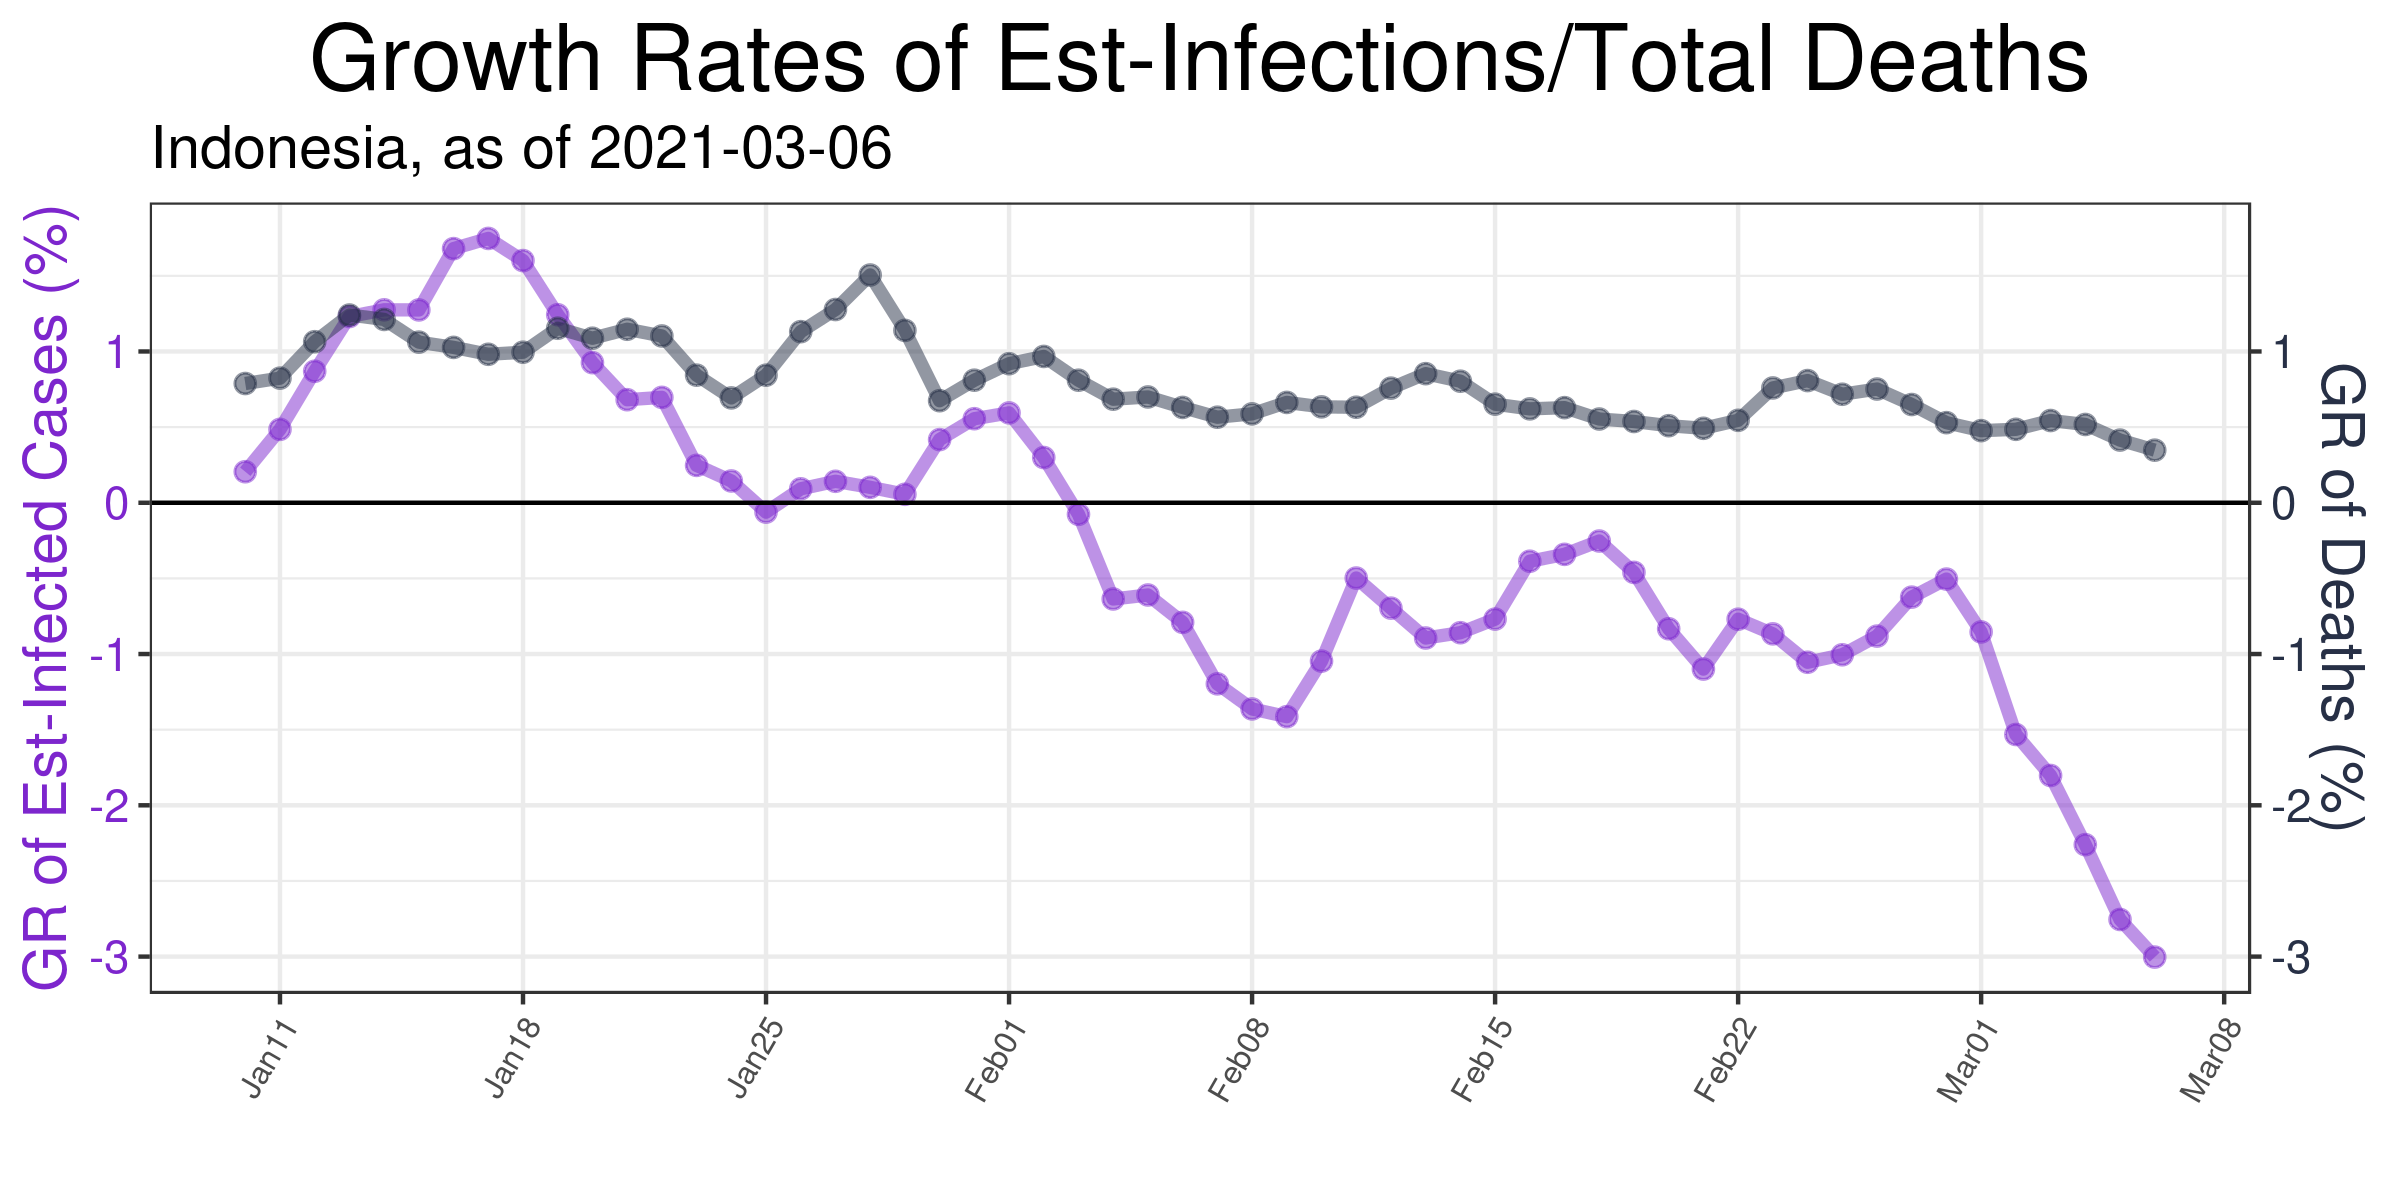 Growth Rates of Est-Infections/Total Deaths
Indonesia, as of 2021-03-06
GR of Est-Infected Cases (%)
1
0
-1
-2
-3
1
0
-1
-2
-3
GR of Deaths (%)
Jan11
Jan18
Jan25
Feb01
Feb08
Feb15
Feb22
Mar01
Mar08